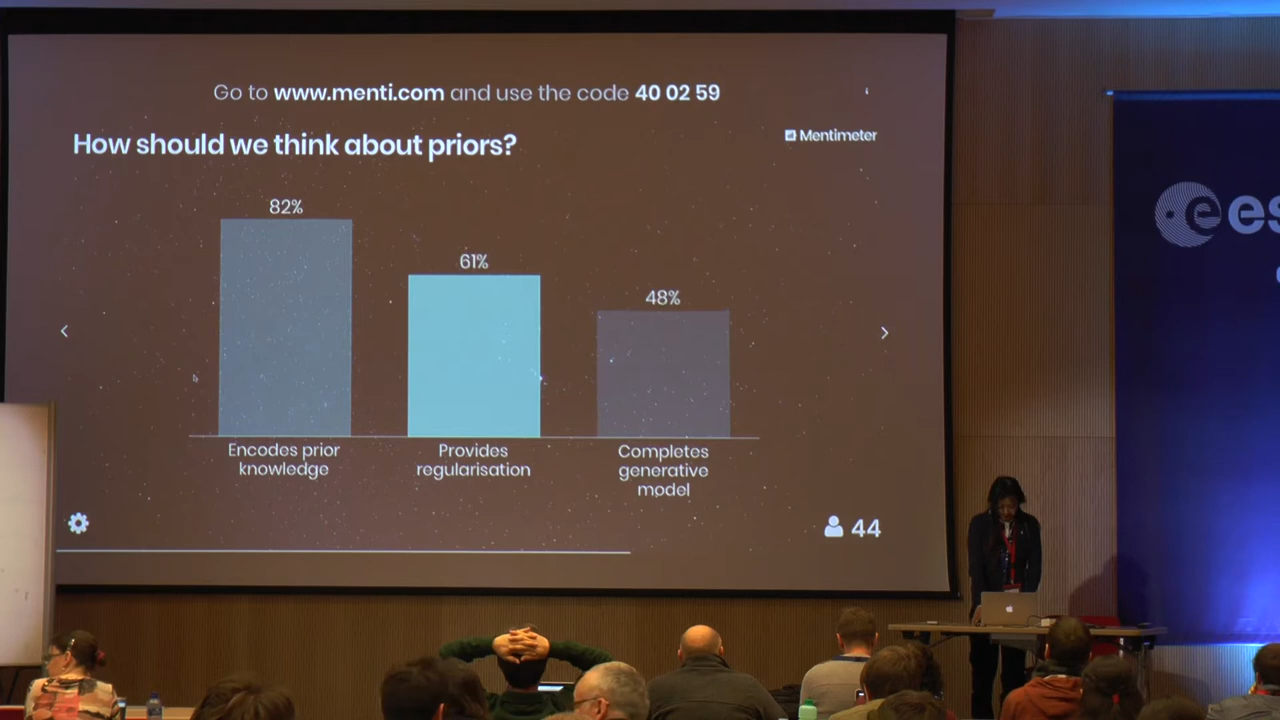 Go to www.menti.com and use the code 40 02 59
How should we think about priors?
Mentimeter
82%
61%
48%
Encodes prior
knowledge
Provides
regularisation
Completes
generative
model
44
es